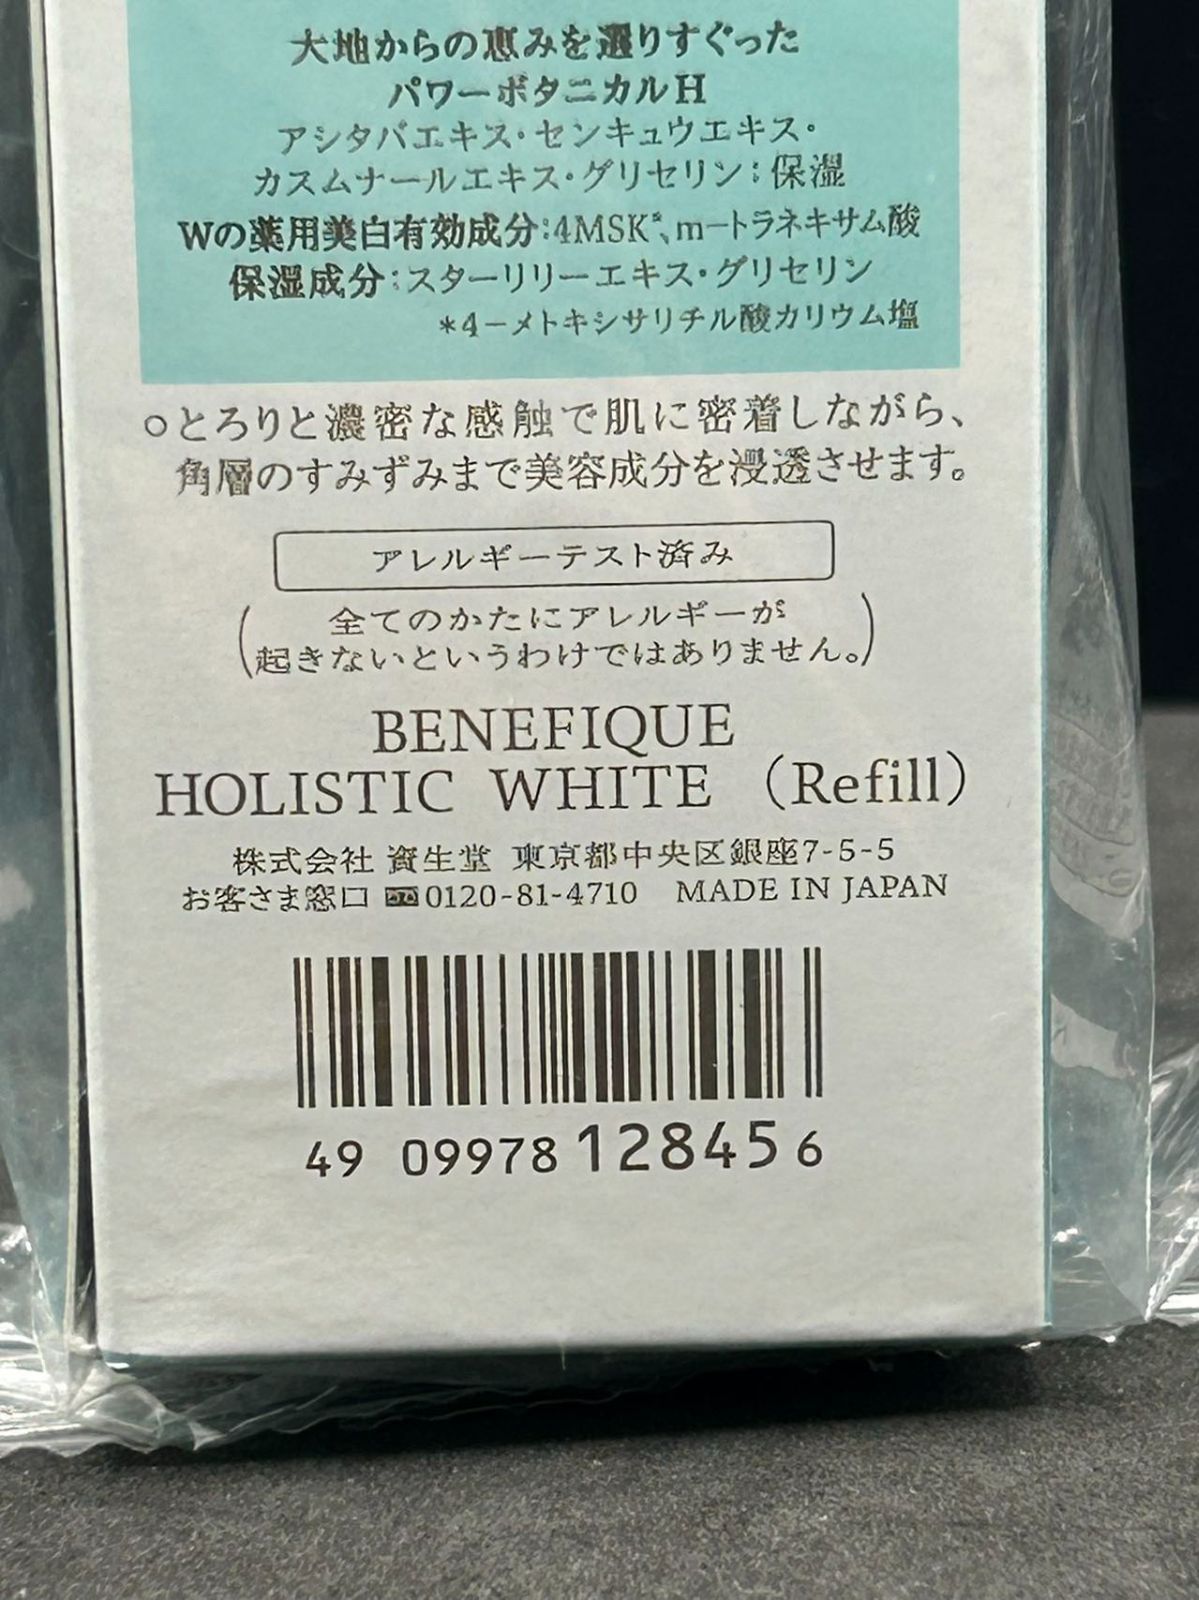 大地からの恵みを選りすぐった
パワーボタニカルH
アシタバエキス・センキュウエキス・
カスムナールエキス・グリセリン：保湿
Wの薬用美白有効成分：4MSK*、m－トラネキサム酸
保湿成分：スターリリーエキス・グリセリン
*4－メトキシサリチル酸カリウム塩
○とろりと濃密な感触で肌に密着しながら、
角層のすみずみまで美容成分を浸透させます。
アレルギーテスト済み
（全てのかたにアレルギーが
起きないというわけではありません。）
BENEFIQUE
HOLISTIC WHITE （Refill）
株式会社 資生堂 東京都中央区銀座7-5-5
お客さま窓口 0120-81-4710 MADE IN JAPAN
49 09978 12845 6